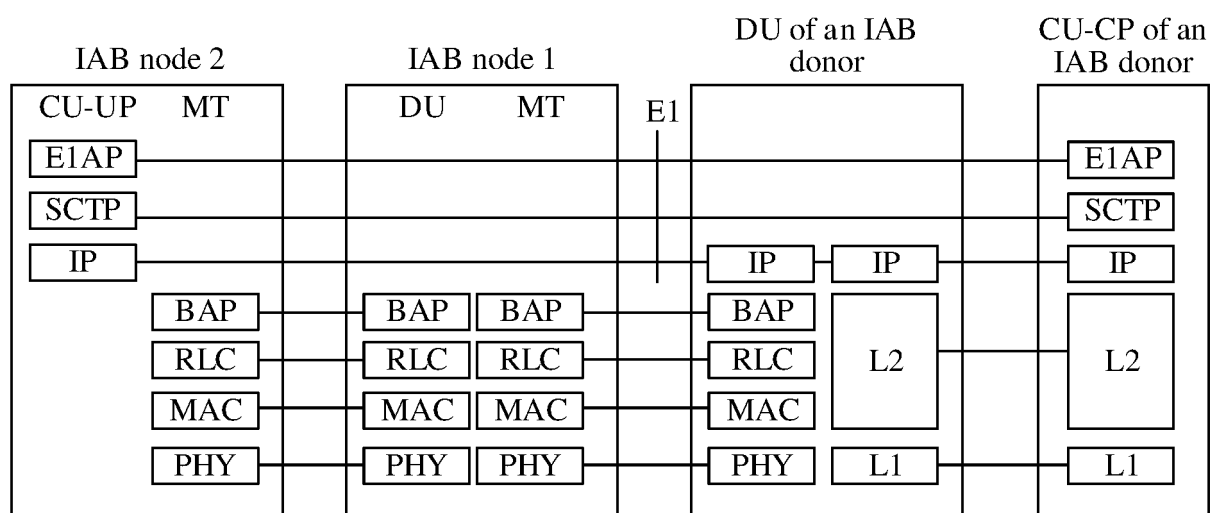 DU of an IAB
donor
CU-CP of an
IAB donor
IAB node 2
IAB node 1
CU-UP MT
DU MT
E1
E1AP E1AP
SCTP SCTP
IP IP IP IP
BAP BAP BAP BAP
RLC RLC RLC RLC L2 L2
MAC MAC MAC MAC
PHY PHY PHY PHY L1 L1